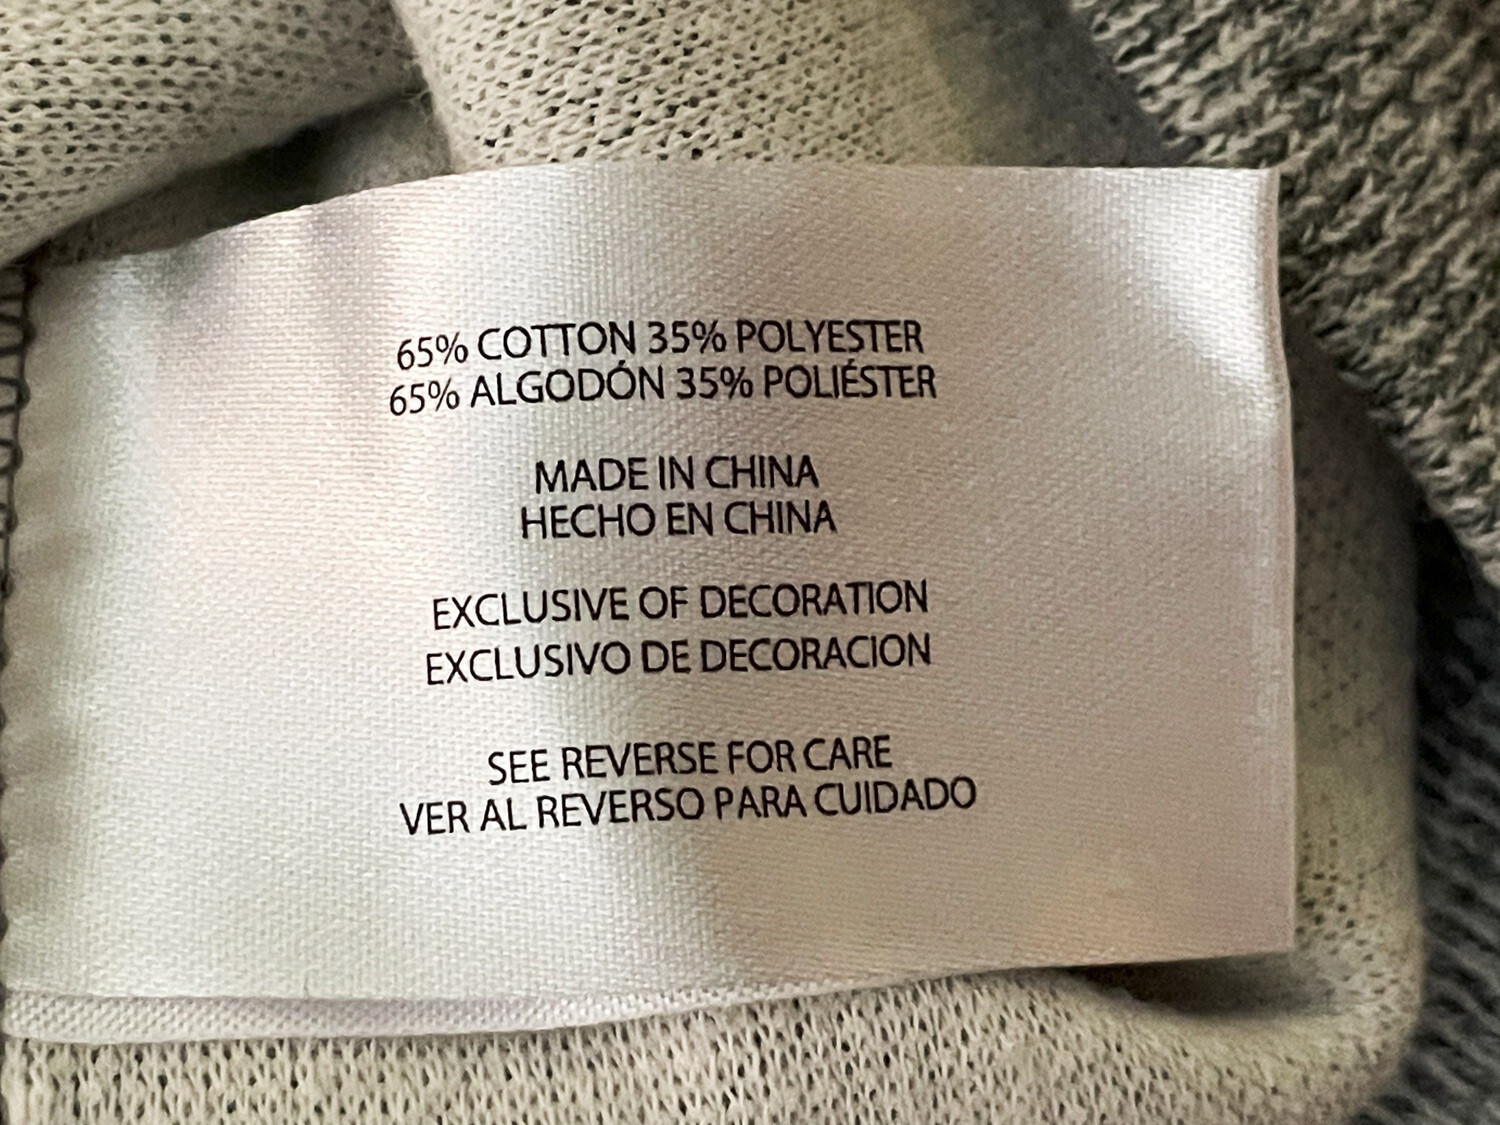 65% COTTON 35% POLYESTER
65% ALGODÓN 35% POLIÉSTER
MADE IN CHINA
HECHO EN CHINA
EXCLUSIVE OF DECORATION
EXCLUSIVO DE DECORACION
SEE REVERSE FOR CARE
VER AL REVERSO PARA CUIDADO